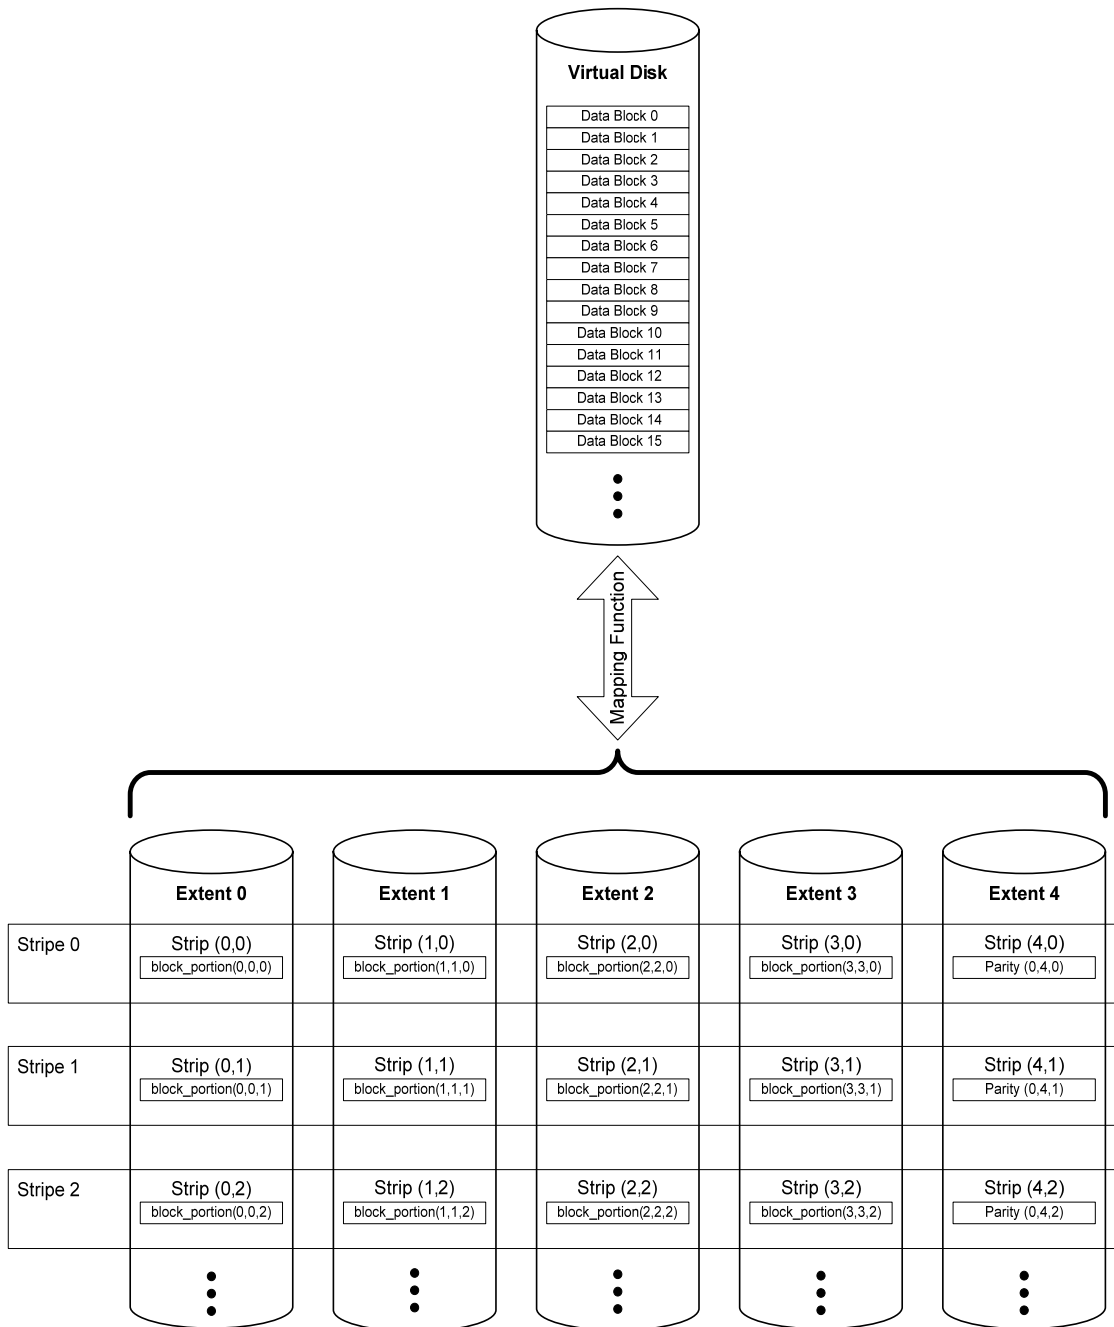 Virtual Disk
Data Block 0
Data Block 1
Data Block 2
Data Block 3
Data Block 4
Data Block 5
Data Block 6
Data Block 7
Data Block 8
Data Block 9
Data Block 10
Data Block 11
Data Block 12
Data Block 13
Data Block 14
Data Block 15
Mapping Function
Extent 0 Extent 1 Extent 2 Extent 3 Extent 4
Stripe 0 Strip (0,0) Strip (1,0) Strip (2,0) Strip (3,0) Strip (4,0)
block_portion(0,0,0) block_portion(1,1,0) block_portion(2,2,0) block_portion(3,3,0) Parity (0,4,0)
Stripe 1 Strip (0,1) Strip (1,1) Strip (2,1) Strip (3,1) Strip (4,1)
block_portion(0,0,1) block_portion(1,1,1) block_portion(2,2,1) block_portion(3,3,1) Parity (0,4,1)
Stripe 2 Strip (0,2) Strip (1,2) Strip (2,2) Strip (3,2) Strip (4,2)
block_portion(0,0,2) block_portion(1,1,2) block_portion(2,2,2) block_portion(3,3,2) Parity (0,4,2)